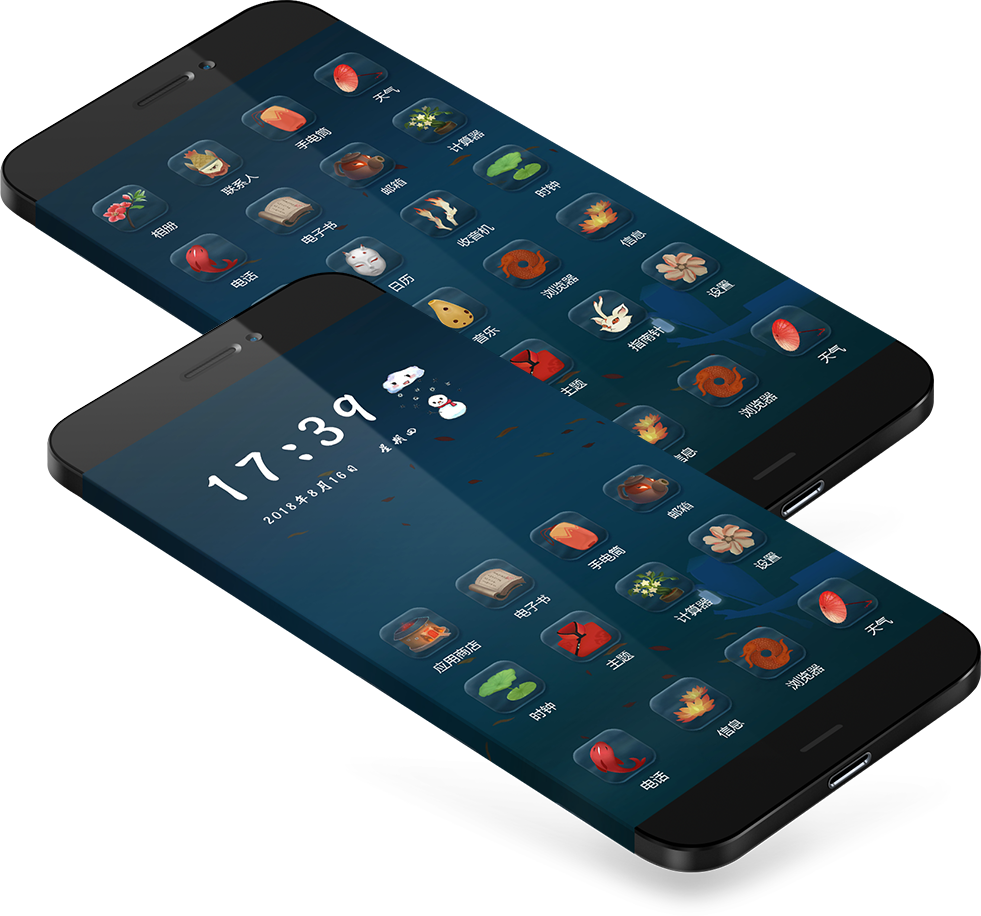 相册
联系人
手电筒
天气
电话
电子书
邮箱
计算器
日历
收音机
时钟
音乐
浏览器
信息
主题
指南针
设置
信息
浏览器
天气
17:39
2018年8月16日
星期四
应用商店
电子书
手电筒
邮箱
时钟
主题
计算器
设置
电话
信息
浏览器
天气